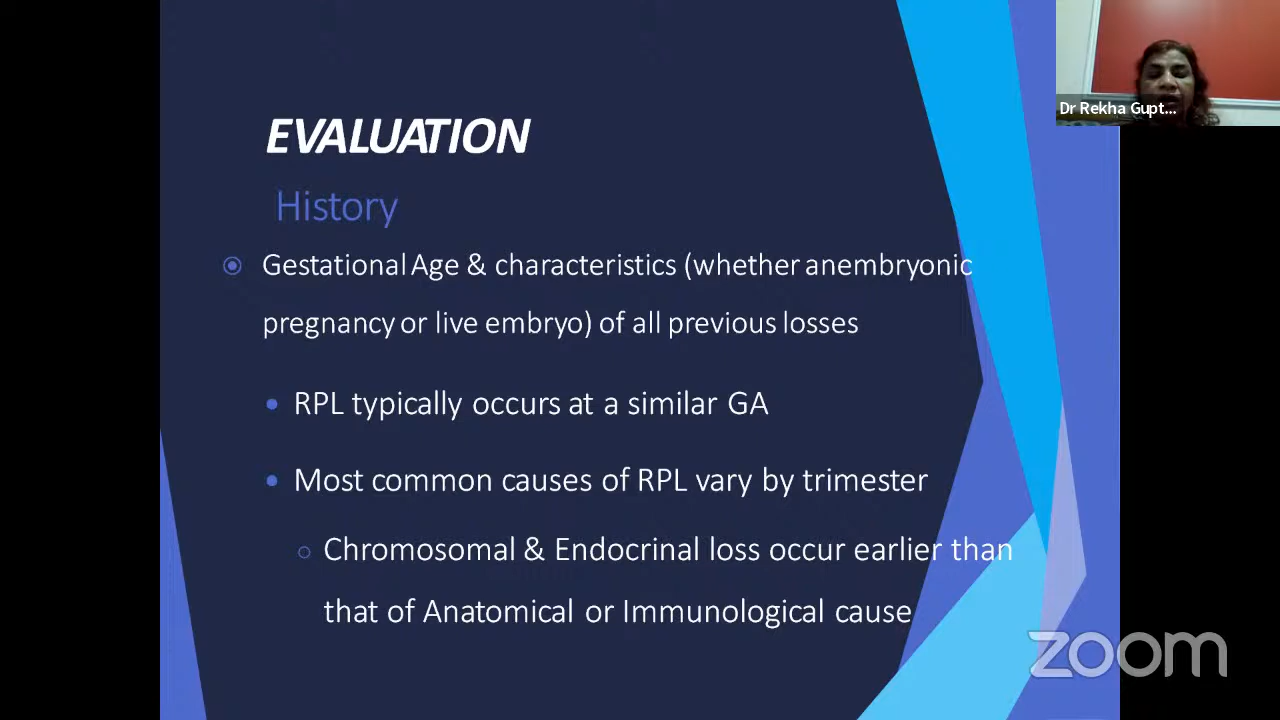 EVALUATION
History
Gestational Age & characteristics (whether anembryonic
pregnancy or live embryo) of all previous losses
RPL typically occurs at a similar GA
Most common causes of RPL vary by trimester
Chromosomal & Endocrinal loss occur earlier than
that of Anatomical or Immunological cause
Dr Rekha Gupt...
zoom